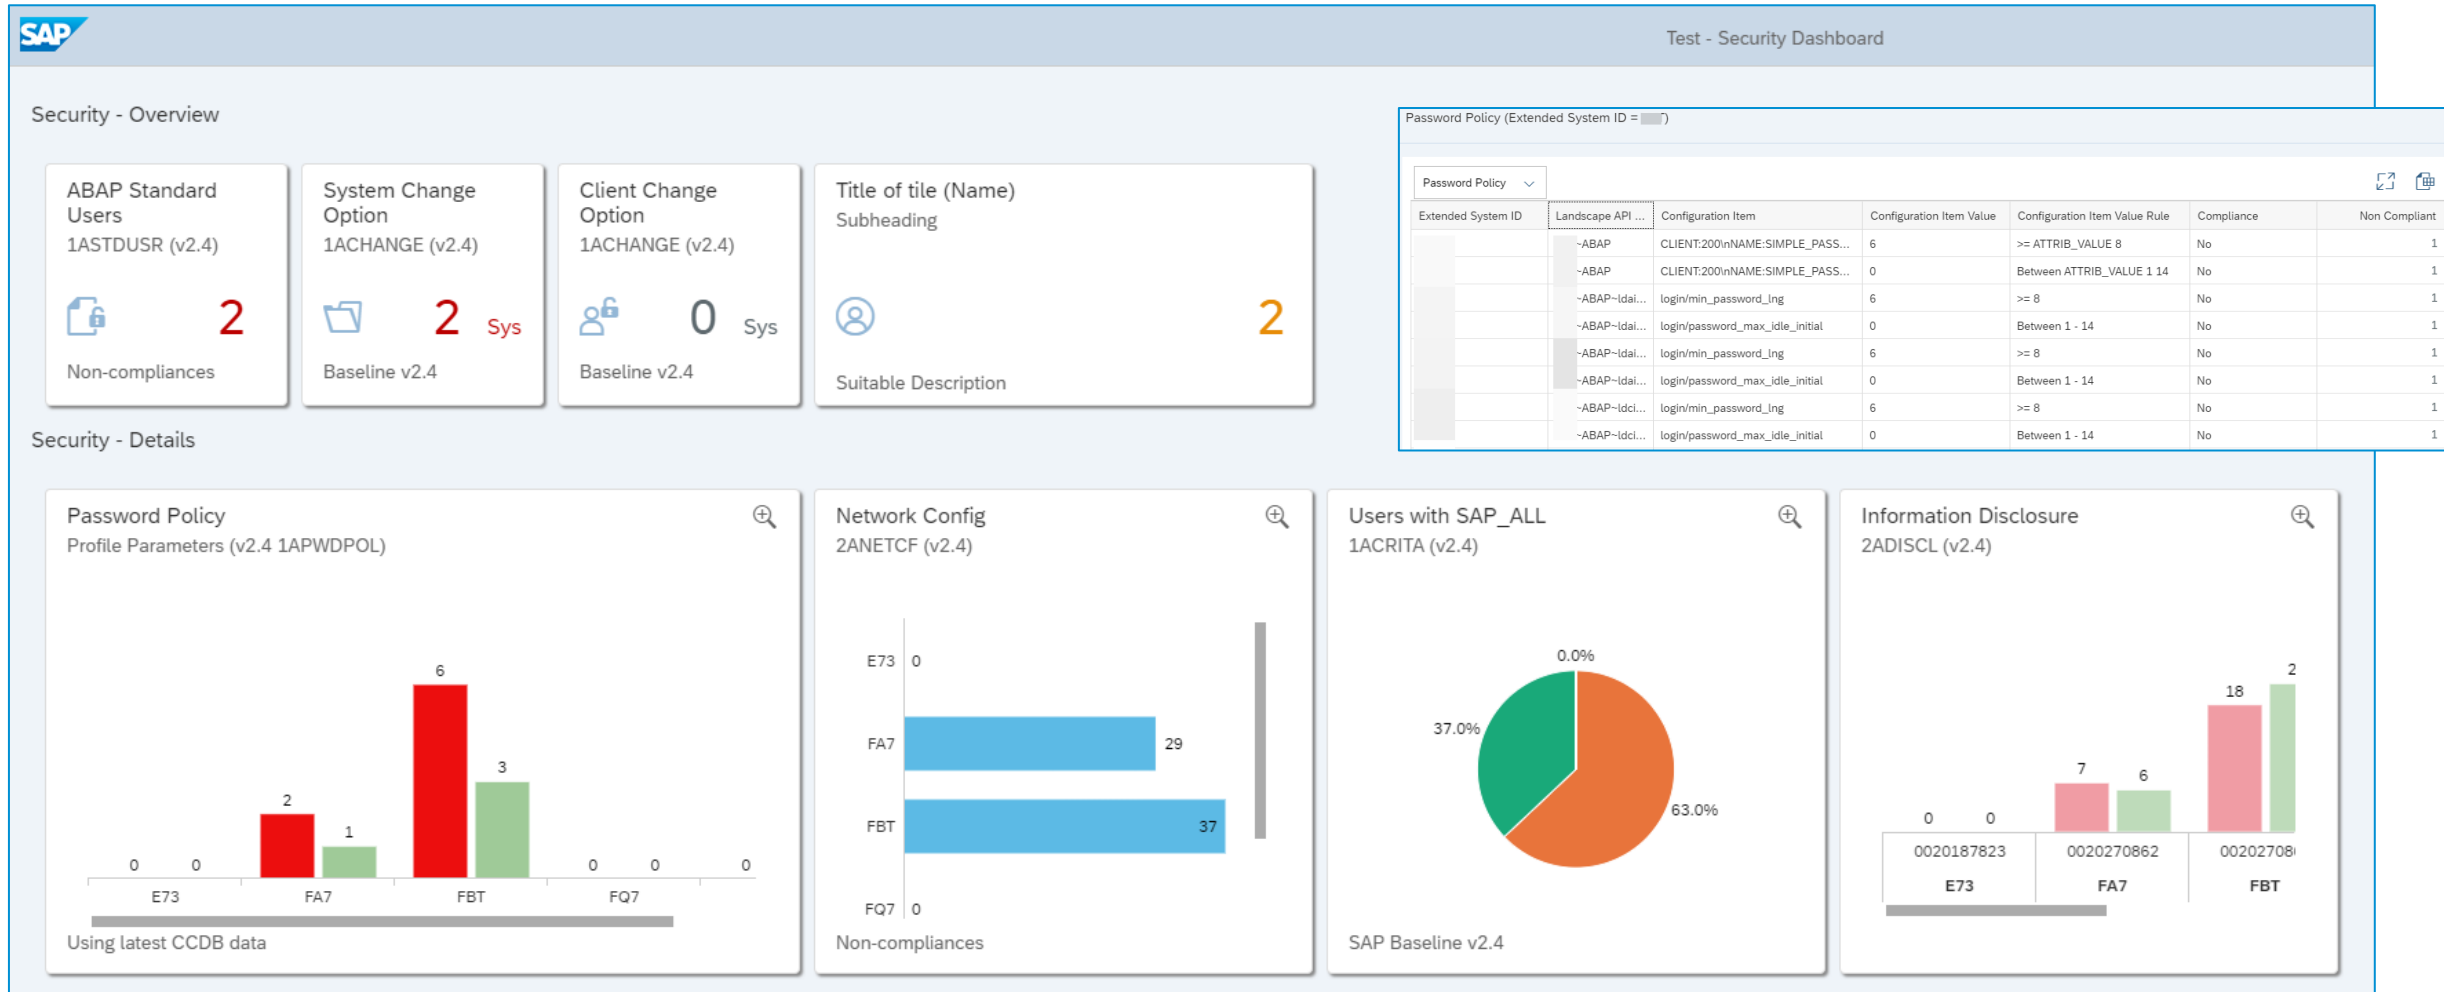 SAP
Test - Security Dashboard
Security - Overview
ABAP Standard
Users
1ASTDUSR (v2.4)
2
Non-compliances
System Change
Option
1ACHANGE (v2.4)
2 Sys
Baseline v2.4
Client Change
Option
1ACHANGE (v2.4)
0 Sys
Baseline v2.4
Title of tile (Name)
Subheading
2
Suitable Description
Password Policy (Extended System ID =
Password Policy
Extended System ID Landscape API ... Configuration Item Configuration Item Value Configuration Item Value Rule Compliance Non Compliant
~ABAP CLIENT:200\nNAME:SIMPLE_PASS... 6 >= ATTRIB_VALUE 8 No 1
~ABAP CLIENT:200\nNAME:SIMPLE_PASS... 0 Between ATTRIB_VALUE 1 14 No 1
~ABAP~ldai... login/min_password_lng 6 >= 8 No 1
~ABAP~ldai... login/password_max_idle_initial 0 Between 1 - 14 No 1
~ABAP~ldai... login/min_password_lng 6 >= 8 No 1
~ABAP~ldai... login/password_max_idle_initial 0 Between 1 - 14 No 1
~ABAP~ldci... login/min_password_lng 6 >= 8 No 1
~ABAP~ldci... login/password_max_idle_initial 0 Between 1 - 14 No 1
Security - Details
Password Policy
Profile Parameters (v2.4 1APWDPOL)
6
3
2
1
0 0 0 0 0
E73 FA7 FBT FQ7
Using latest CCDB data
Network Config
2ANETCF (v2.4)
E73 0
FA7 29
FBT 37
FQ7 0
Non-compliances
Users with SAP_ALL
1ACRITA (v2.4)
0.0%
37.0%
63.0%
SAP Baseline v2.4
Information Disclosure
2ADISCL (v2.4)
2
18
7 6
0 0
0020187823 0020270862 00202708
E73 FA7 FBT